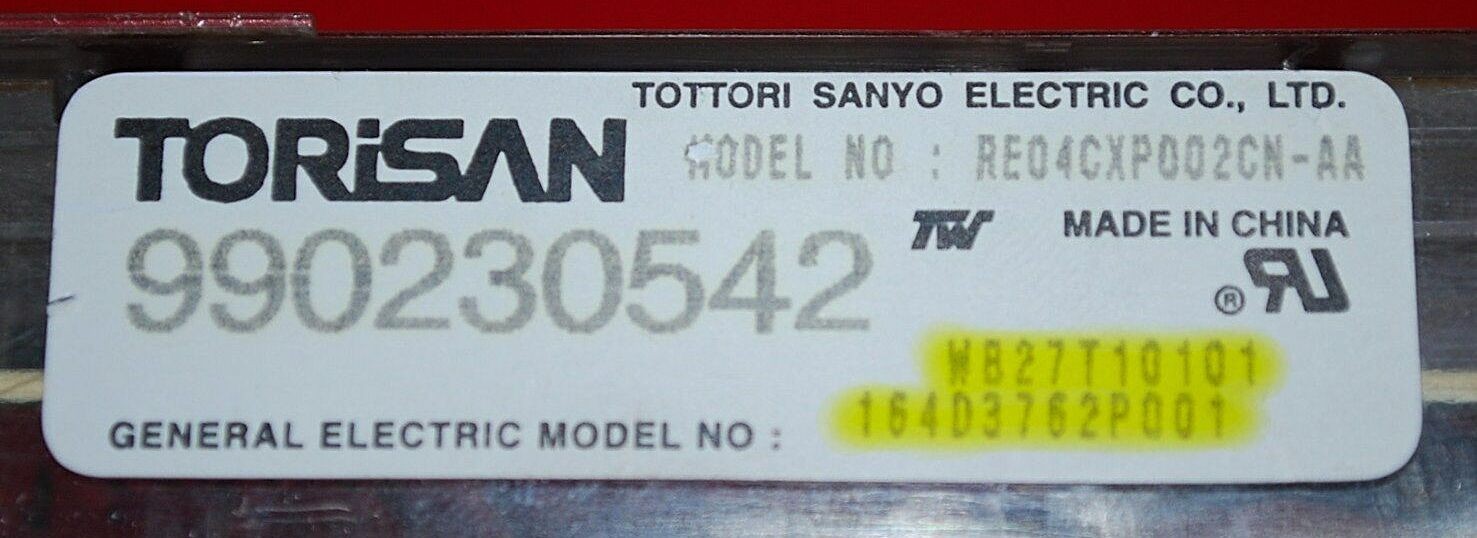 TOTTORI SANYO ELECTRIC CO., LTD.
TORiSAN
MODEL NO : RE04CXP002CN-AA
MADE IN CHINA
990230542
®
WB27T10101
GENERAL ELECTRIC MODEL NO : 164D3762P001